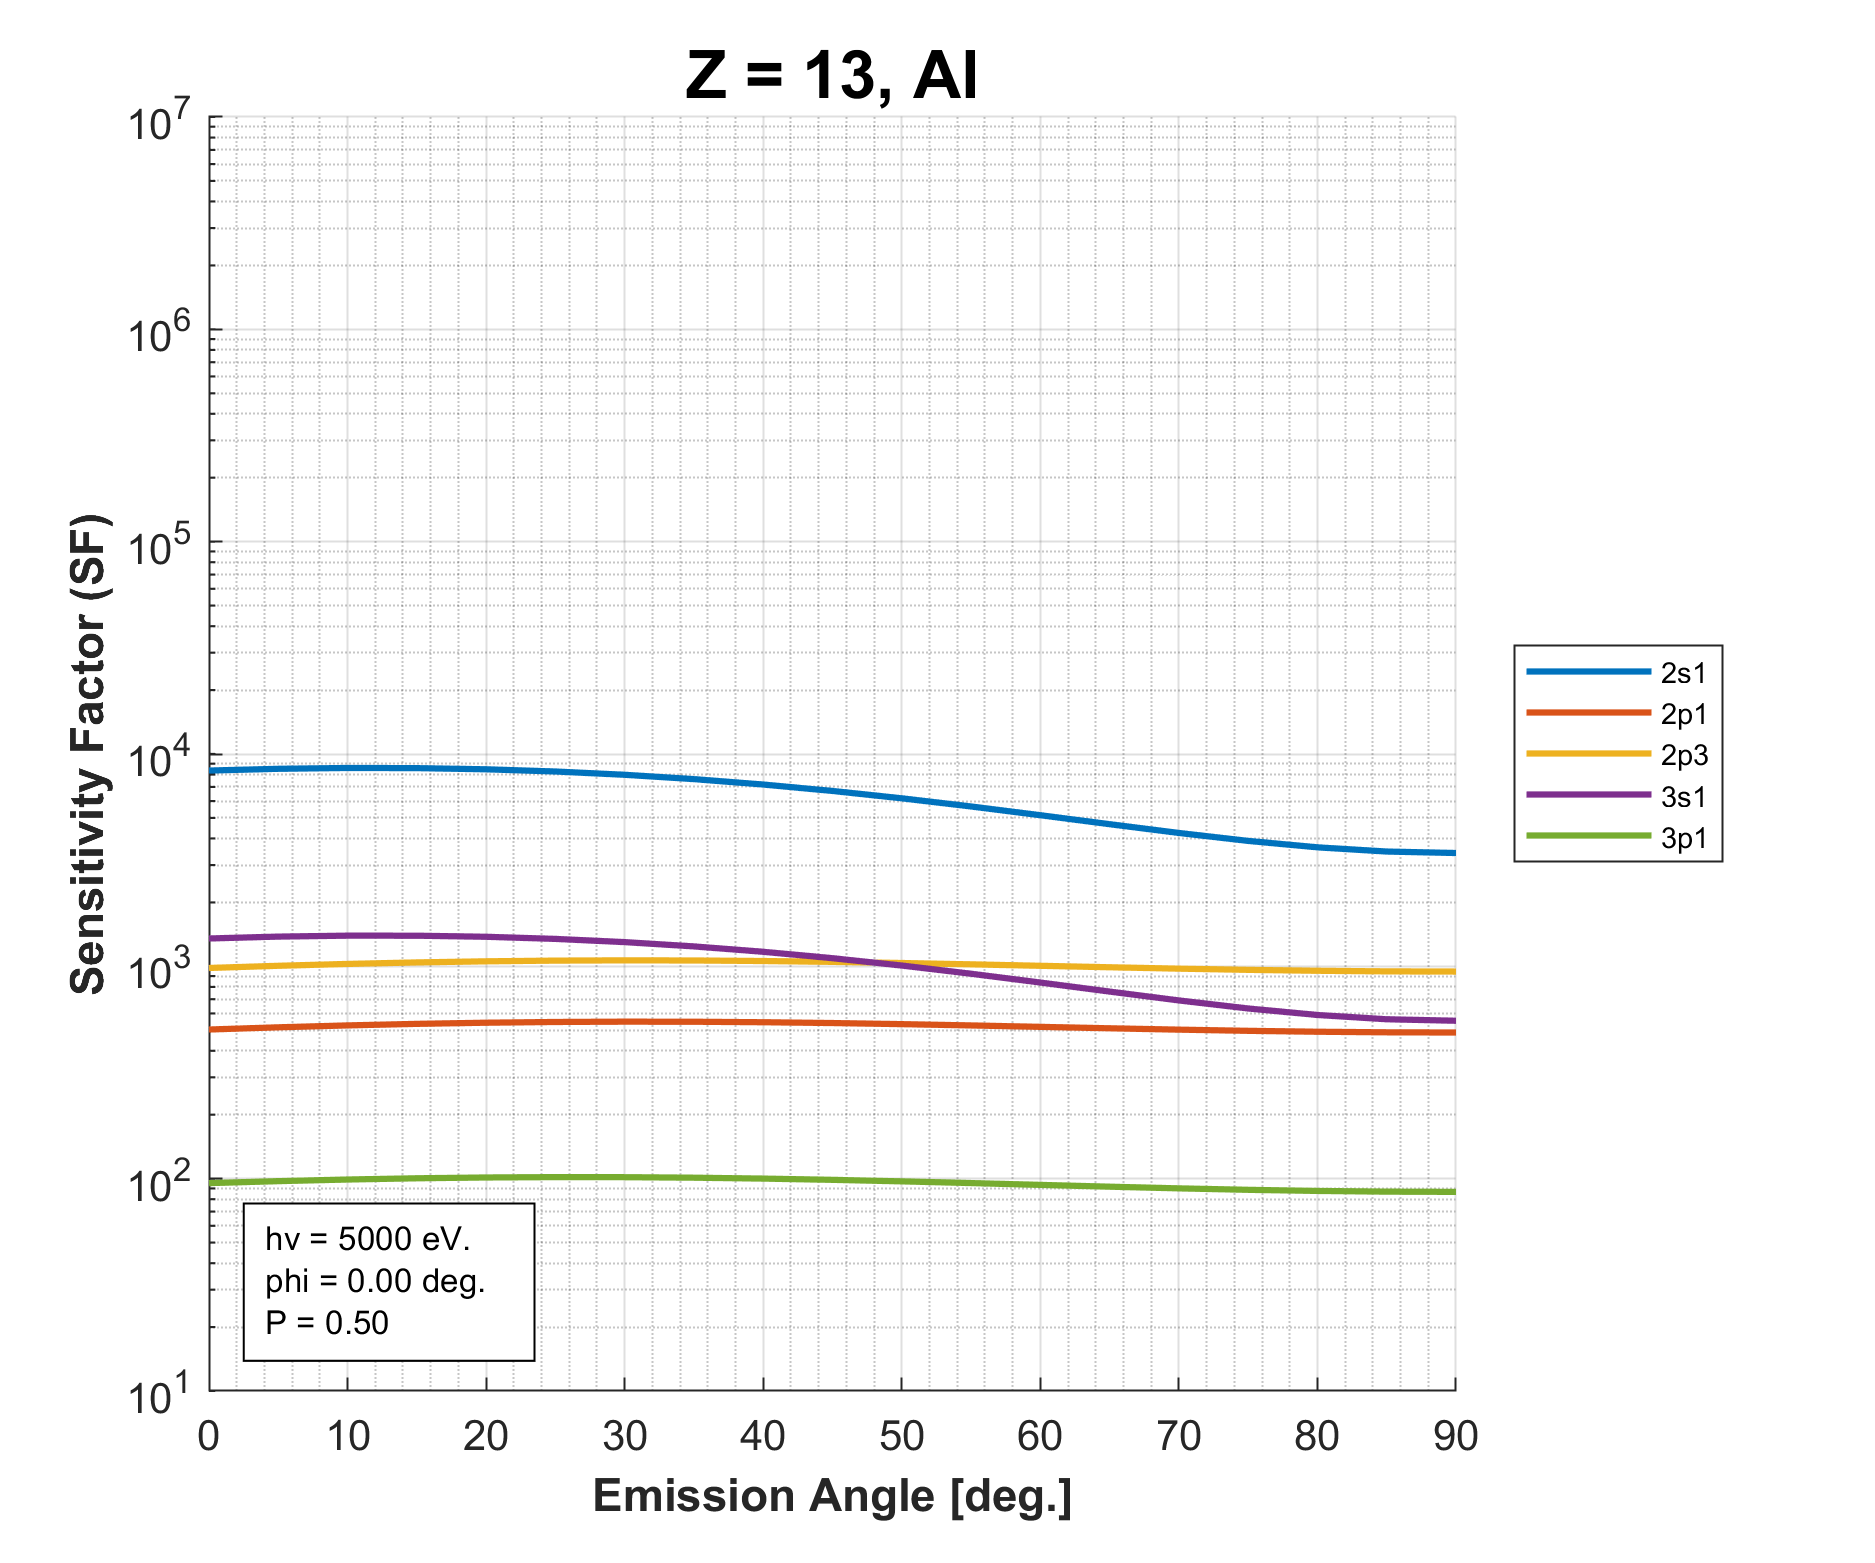 Z = 13, Al
Sensitivity Factor (SF)
10^7
10^6
10^5
10^4
10^3
10^2
10^1
hv = 5000 eV.
phi = 0.00 deg.
P = 0.50
0 10 20 30 40 50 60 70 80 90
Emission Angle [deg.]
2s1
2p1
2p3
3s1
3p1